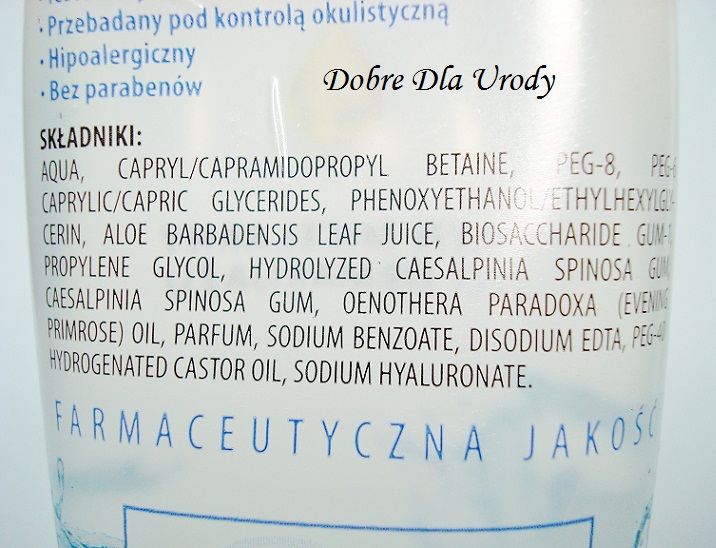 · Przebadany pod kontrolą okulistyczną
· Hipoalergiczny
· Bez parabenów
Dobre Dla Urody
SKŁADNIKI:
AQUA, CAPRYL/CAPRAMIDOPROPYL BETAINE, PEG-8, PEG-6
CAPRYLIC/CAPRIC GLYCERIDES, PHENOXYETHANOL/ETHYLHEXYLGLY-
CERIN, ALOE BARBADENSIS LEAF JUICE, BIOSACCHARIDE GUM-1,
PROPYLENE GLYCOL, HYDROLYZED CAESALPINIA SPINOSA GUM,
CAESALPINIA SPINOSA GUM, OENOTHERA PARADOXA (EVENING
PRIMROSE) OIL, PARFUM, SODIUM BENZOATE, DISODIUM EDTA, PEG-40
HYDROGENATED CASTOR OIL, SODIUM HYALURONATE.
FARMACEUTYCZNA JAKOŚĆ